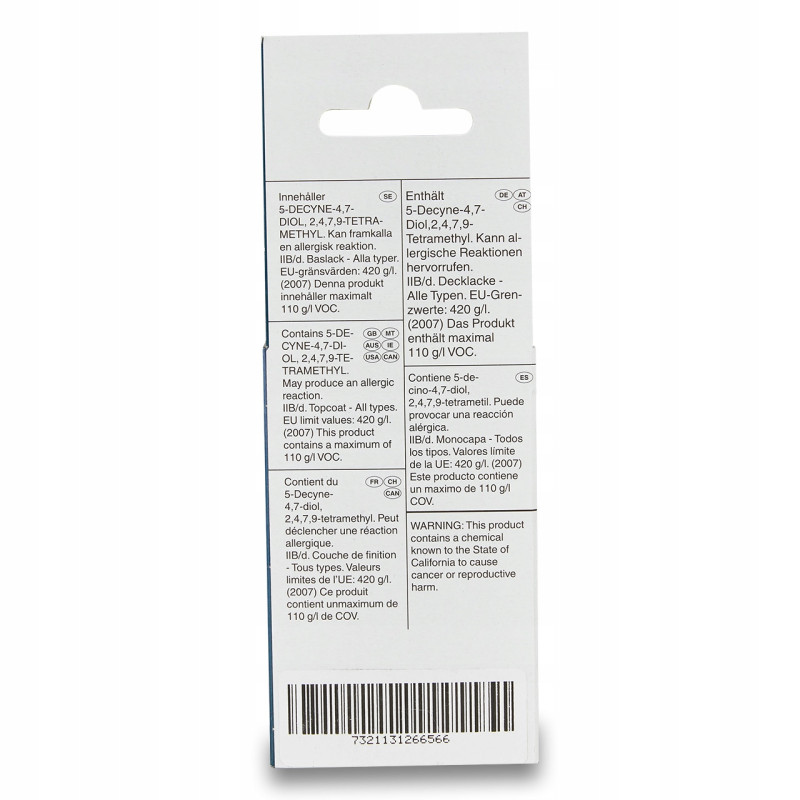 Innehåller SE
5-DECYNE-4,7-
DIOL, 2,4,7,9-TETRA-
METHYL. Kan framkalla
en allergisk reaktion.
IIB/d. Baslack - Alla typer.
EU-gränsvärden: 420 g/l.
(2007) Denna produkt
innehåller maximalt
110 g/l VOC.
Contains 5-DE- GB MT
CYNE-4,7-DI- AUS IE
OL, 2,4,7,9-TE- USA CAN
TRAMETHYL.
May produce an allergic
reaction.
IIB/d. Topcoat - All types.
EU limit values: 420 g/l.
(2007) This product
contains a maximum of
110 g/l VOC.
Contient du FR CH
5-Decyne- CAN
4,7-diol,
2,4,7,9-tetramethyl. Peut
déclencher une réaction
allergique.
IIB/d. Couche de finition
- Tous types. Valeurs
limites de l'UE: 420 g/l.
(2007) Ce produit
contient unmaximum de
110 g/l de COV.
Enthält DE AT
5-Decyne-4,7- CH
Diol,2,4,7,9-
Tetramethyl. Kann al-
lergische Reaktionen
hervorrufen.
IIB/d. Decklacke -
Alle Typen. EU-Gren-
zwerte: 420 g/l.
(2007) Das Produkt
enthält maximal
110 g/l VOC.
Contiene 5-de- ES
cino-4,7-diol,
2,4,7,9-tetrametil. Puede
provocar una reacción
alérgica.
IIB/d. Monocapa - Todos
los tipos. Valores límite
de la UE: 420 g/l. (2007)
Este producto contiene
un maximo de 110 g/l
COV.
WARNING: This product
contains a chemical
known to the State of
California to cause
cancer or reproductive
harm.
7321131266566